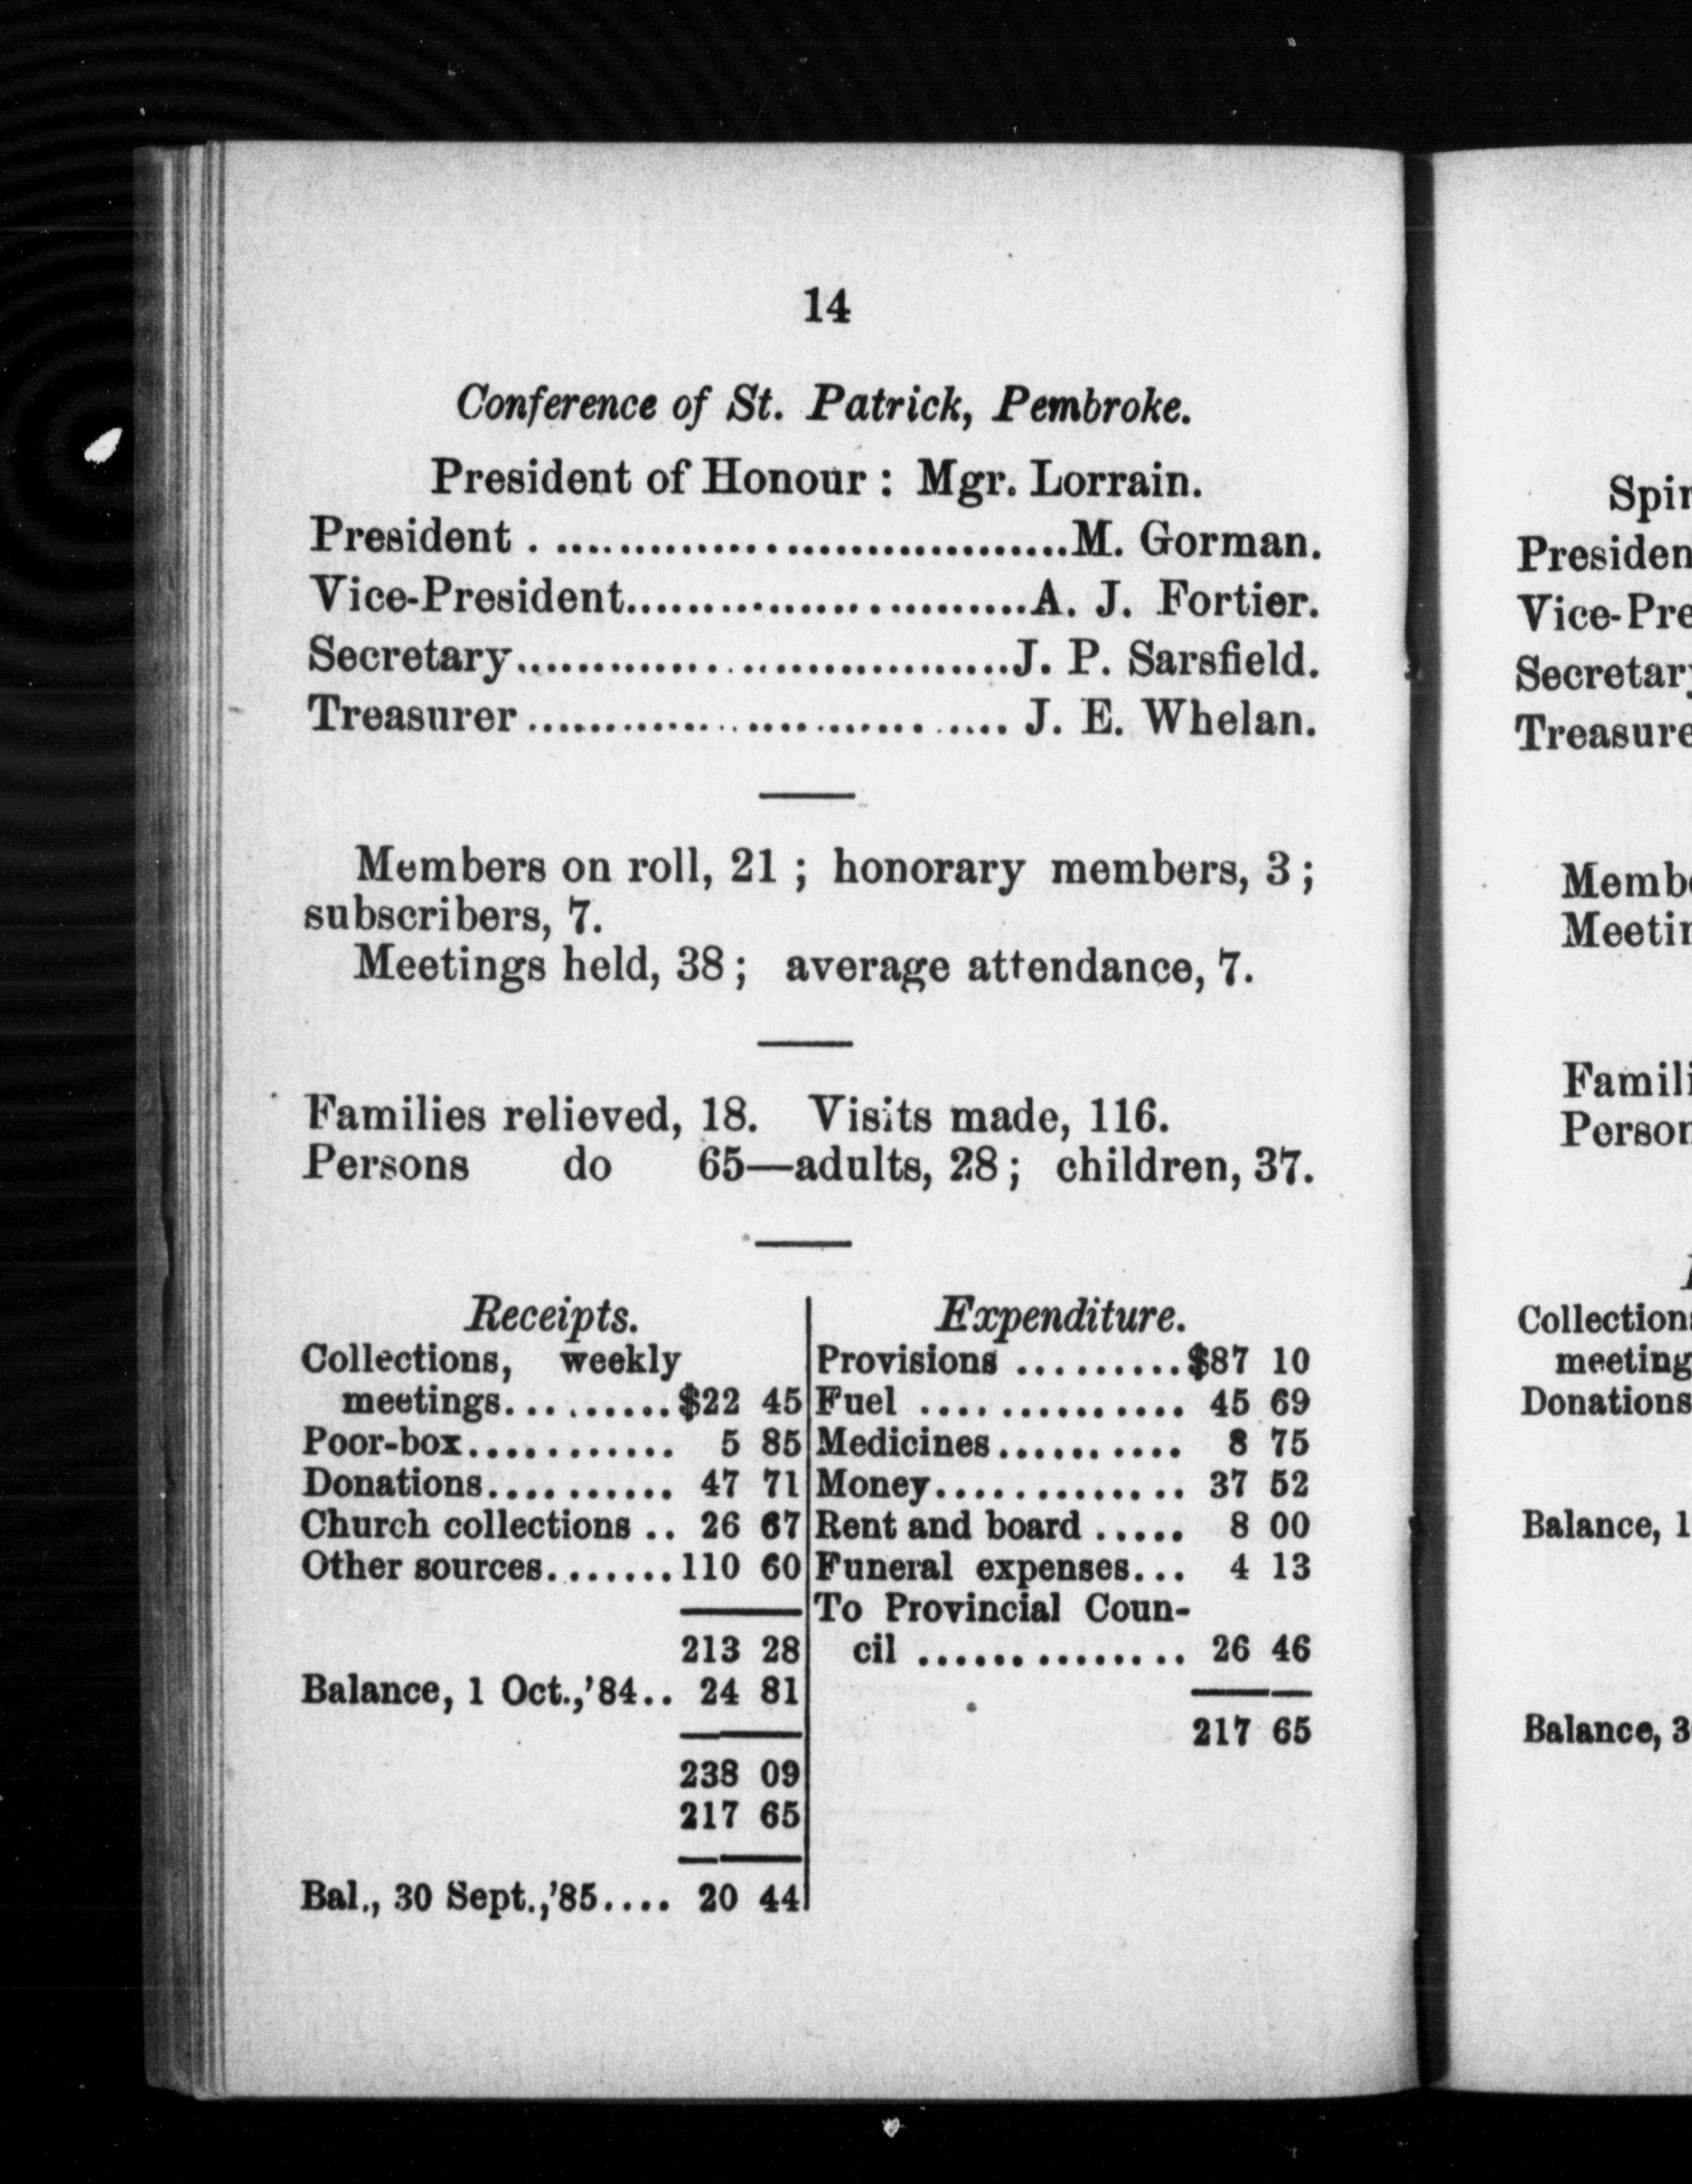 14
Conference of St. Patrick, Pembroke.
President of Honour : Mgr. Lorrain.
President . ..................................M. Gorman.
Vice-President..........................A. J. Fortier.
Secretary.................................J. P. Sarsfield.
Treasurer ............................... J. E. Whelan.
Members on roll, 21 ; honorary members, 3 ;
subscribers, 7.
Meetings held, 38 ; average attendance, 7.
Families relieved, 18. Visits made, 116.
Persons do 65—adults, 28 ; children, 37.
Receipts.
Collections, weekly
meetings..........$22 45
Poor-box........... 5 85
Donations.......... 47 71
Church collections .. 26 67
Other sources.......110 60
213 28
Balance, 1 Oct.,'84.. 24 81
238 09
217 65
Bal., 30 Sept.,'85.... 20 44
Expenditure.
Provisions .........$87 10
Fuel .............. 45 69
Medicines.......... 8 75
Money............. 37 52
Rent and board ..... 8 00
Funeral expenses... 4 13
To Provincial Coun-
cil .............. 26 46
217 65
Spir
Presiden
Vice-Pre
Secretar
Treasure
Membe
Meetin
Famili
Person
Collection
meeting
Donations
Balance, 1
Balance, 3